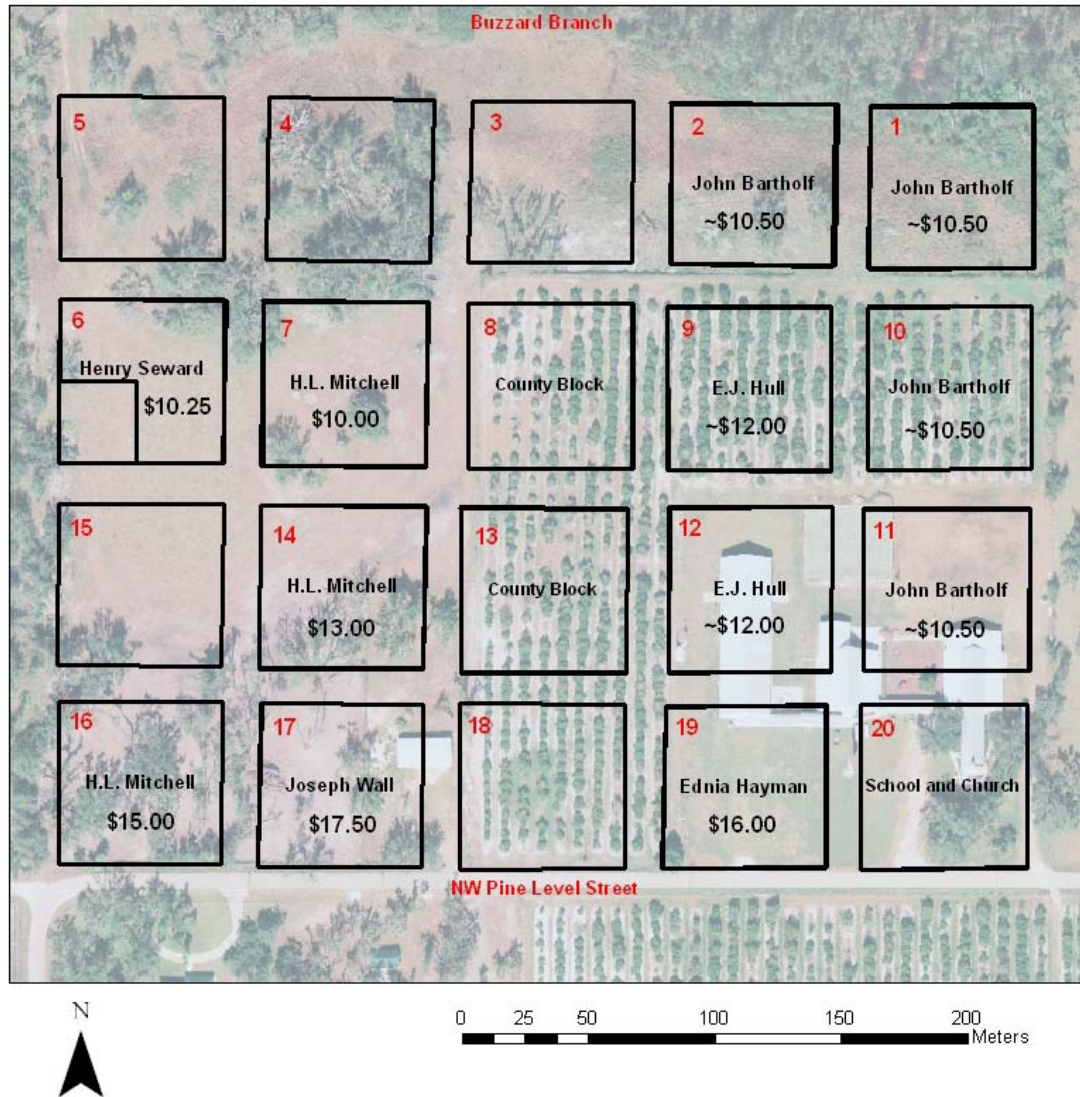 Buzzard Branch
5
4
3
2
John Bartholf
~$10.50
1
John Bartholf
~$10.50
6
Henry Seward
$10.25
7
H.L. Mitchell
$10.00
8
County Block
9
E.J. Hull
~$12.00
10
John Bartholf
~$10.50
15
14
H.L. Mitchell
$13.00
13
County Block
12
E.J. Hull
~$12.00
11
John Bartholf
~$10.50
16
H.L. Mitchell
$15.00
17
Joseph Wall
$17.50
18
19
Ednia Hayman
$16.00
20
School and Church
NW Pine Level Street
N
0 25 50 100 150 200
Meters